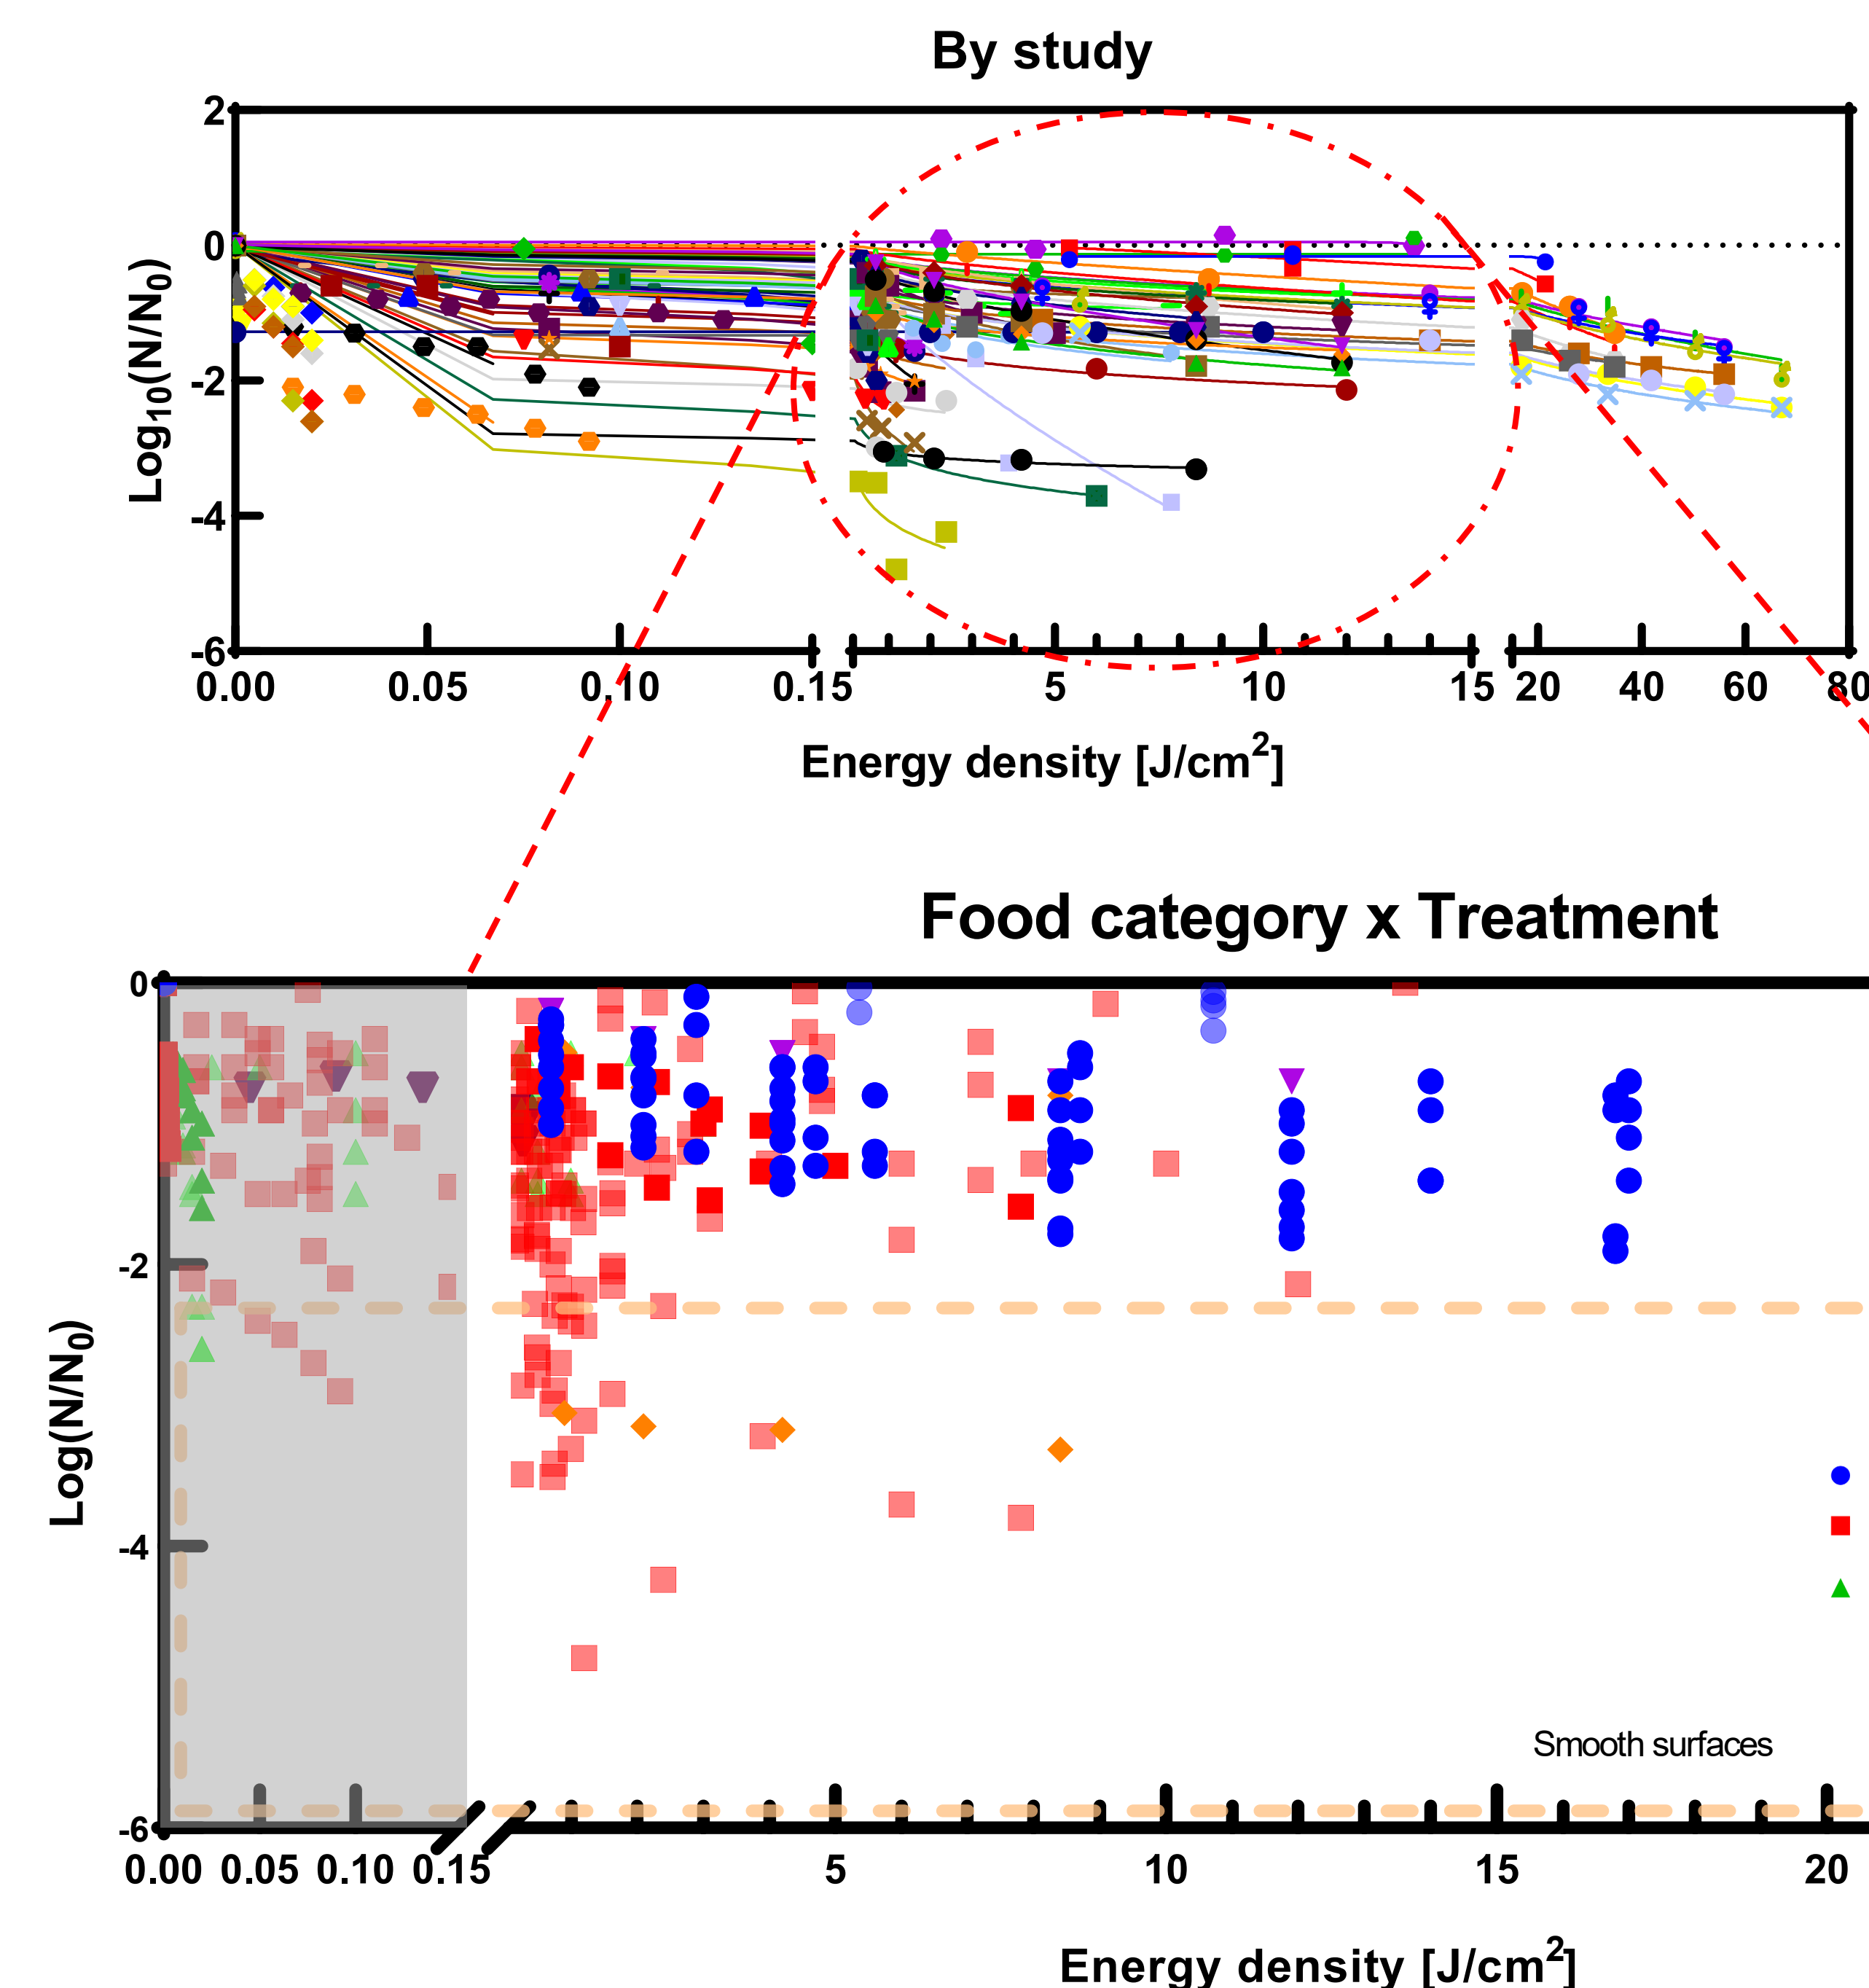 By study
2
0
-2
-4
-6
Log10(N/N0)
0.00 0.05 0.10 0.15 5 10 15 20 40 60 80
Energy density [J/cm2]
Food category x Treatment
0
-2
-4
-6
Log(N/N0)
Smooth surfaces
0.00 0.05 0.10 0.15 5 10 15 20
Energy density [J/cm2]